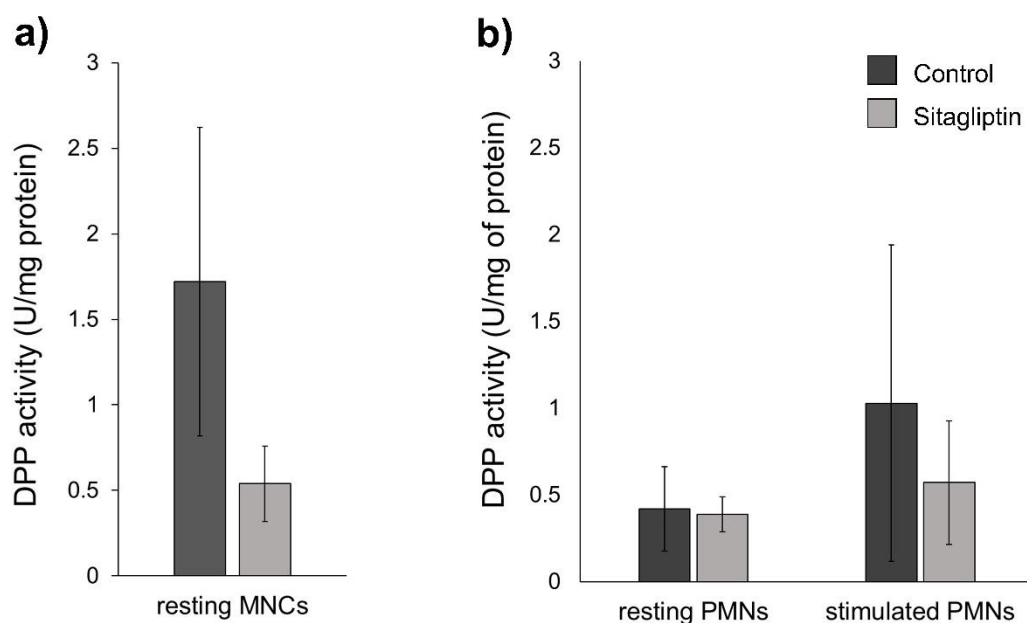 a)
DPP activity (U/mg protein)
3
2.5
2
1.5
1
0.5
0
resting MNCs
b)
DPP activity (U/mg of protein)
3
2.5
2
1.5
1
0.5
0
resting PMNs
stimulated PMNs
Control
Sitagliptin